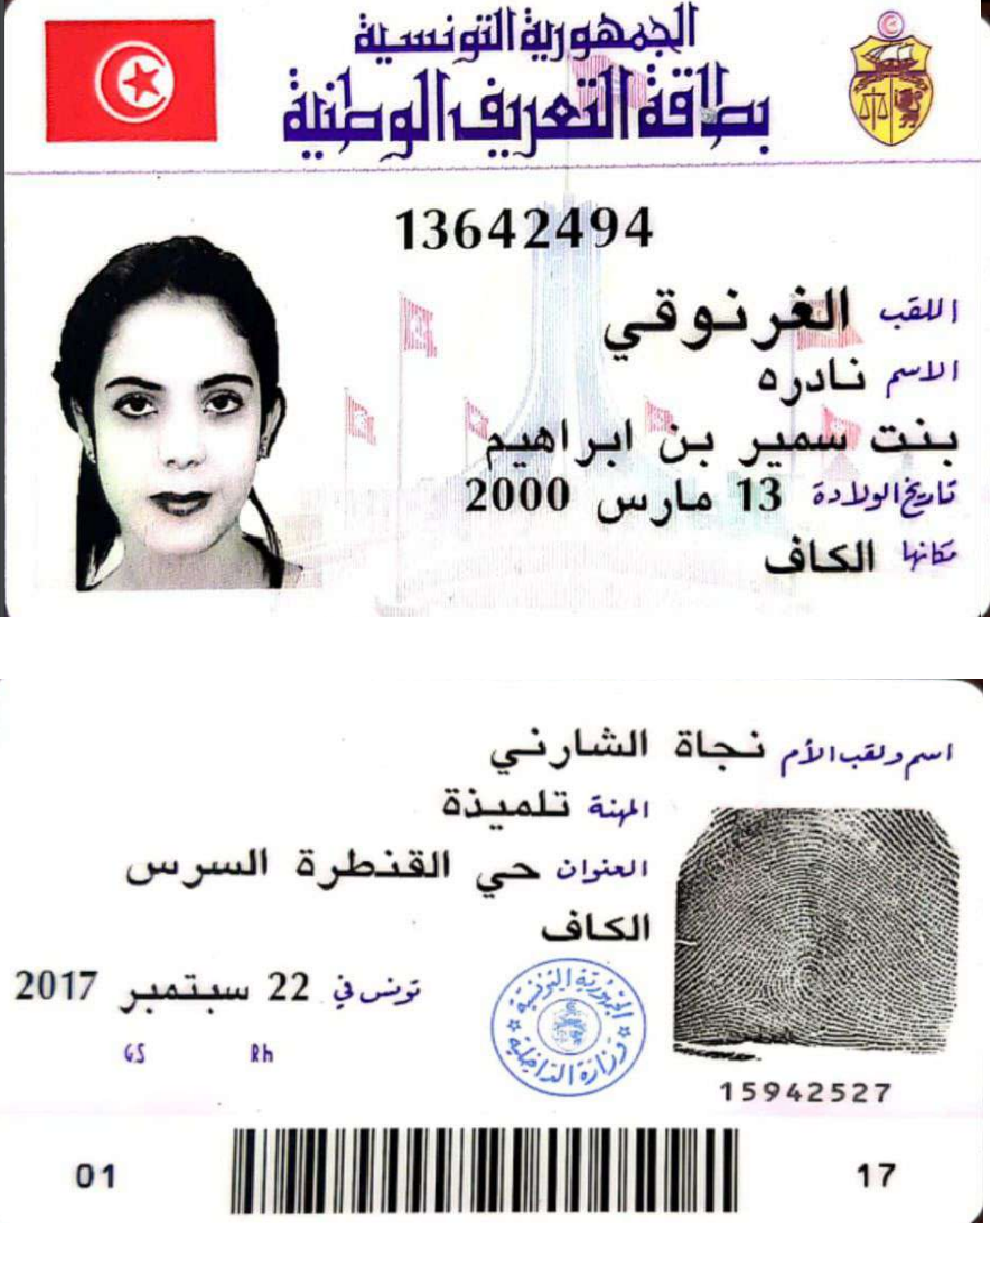 الجمهورية التونسية
بطاقة التعريف الوطنية
13642494
اللقب الغرنوقي
الاسم نادره
بنت سمير بن ابراهيم
تاريخ الولادة 13 مارس 2000
مكانها الكاف
اسم ولقب الأم نجاة الشارني
المهنة تلميذة
العنوان حي القنطرة السرس
الكاف
تونس في 22 سبتمبر 2017
الجمهورية التونسية
وزارة الداخلية
GS Rh
15942527
01 17